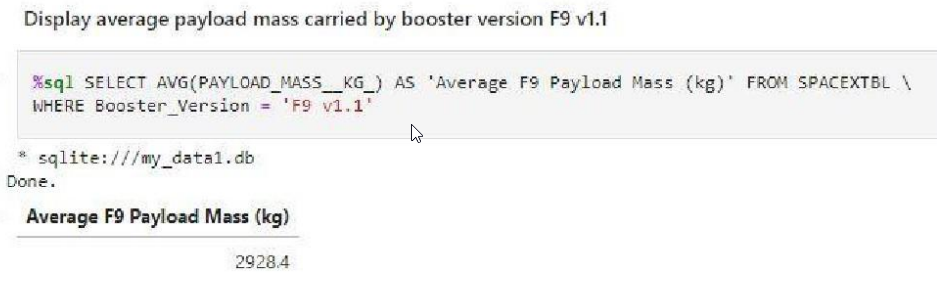 Display average payload mass carried by booster version F9 v1.1
%sql SELECT AVG(PAYLOAD_MASS__KG_) AS 'Average F9 Payload Mass (kg)' FROM SPACEXTBL \
WHERE Booster_Version = 'F9 v1.1'
* sqlite:///my_data1.db
Done.
Average F9 Payload Mass (kg)
2928.4